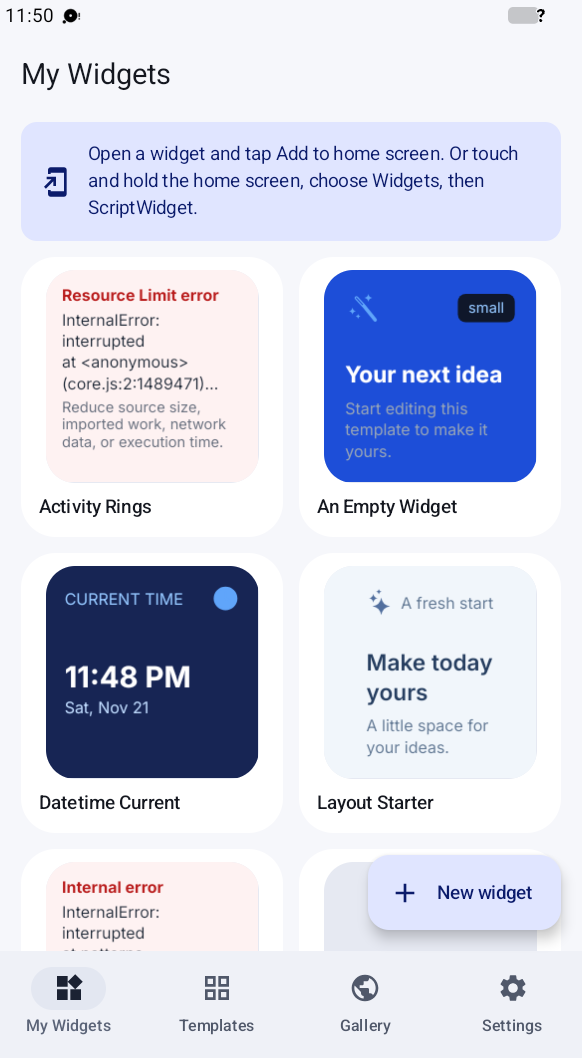 11:50
?
My Widgets
Open a widget and tap Add to home screen. Or touch
and hold the home screen, choose Widgets, then
ScriptWidget.
Resource Limit error
InternalError:
interrupted
at <anonymous>
(core.js:2:1489471)...
Reduce source size,
imported work, network
data, or execution time.
Activity Rings
small
Your next idea
Start editing this
template to make it
yours.
An Empty Widget
CURRENT TIME
11:48 PM
Sat, Nov 21
Datetime Current
A fresh start
Make today
yours
A little space for
your ideas.
Layout Starter
Internal error
InternalError:
interrupted
New widget
My Widgets
Templates
Gallery
Settings